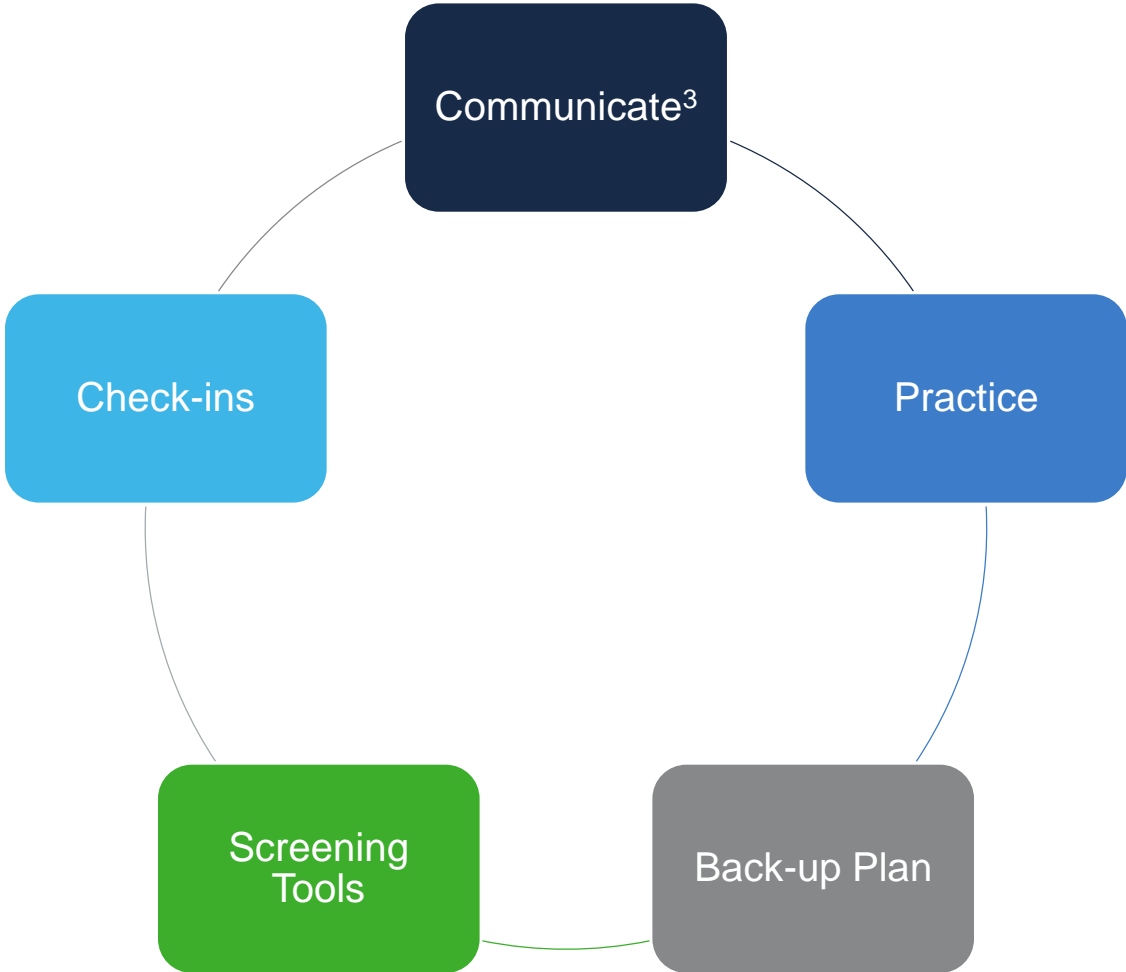 Communicate³
Practice
Back-up Plan
Screening
Tools
Check-ins